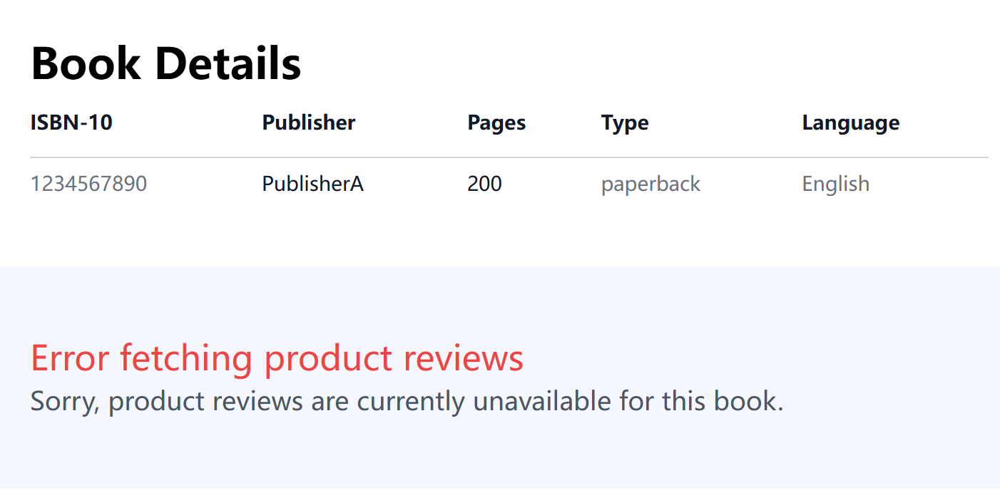 Book Details
ISBN-10 Publisher Pages Type Language
1234567890 PublisherA 200 paperback English
Error fetching product reviews
Sorry, product reviews are currently unavailable for this book.